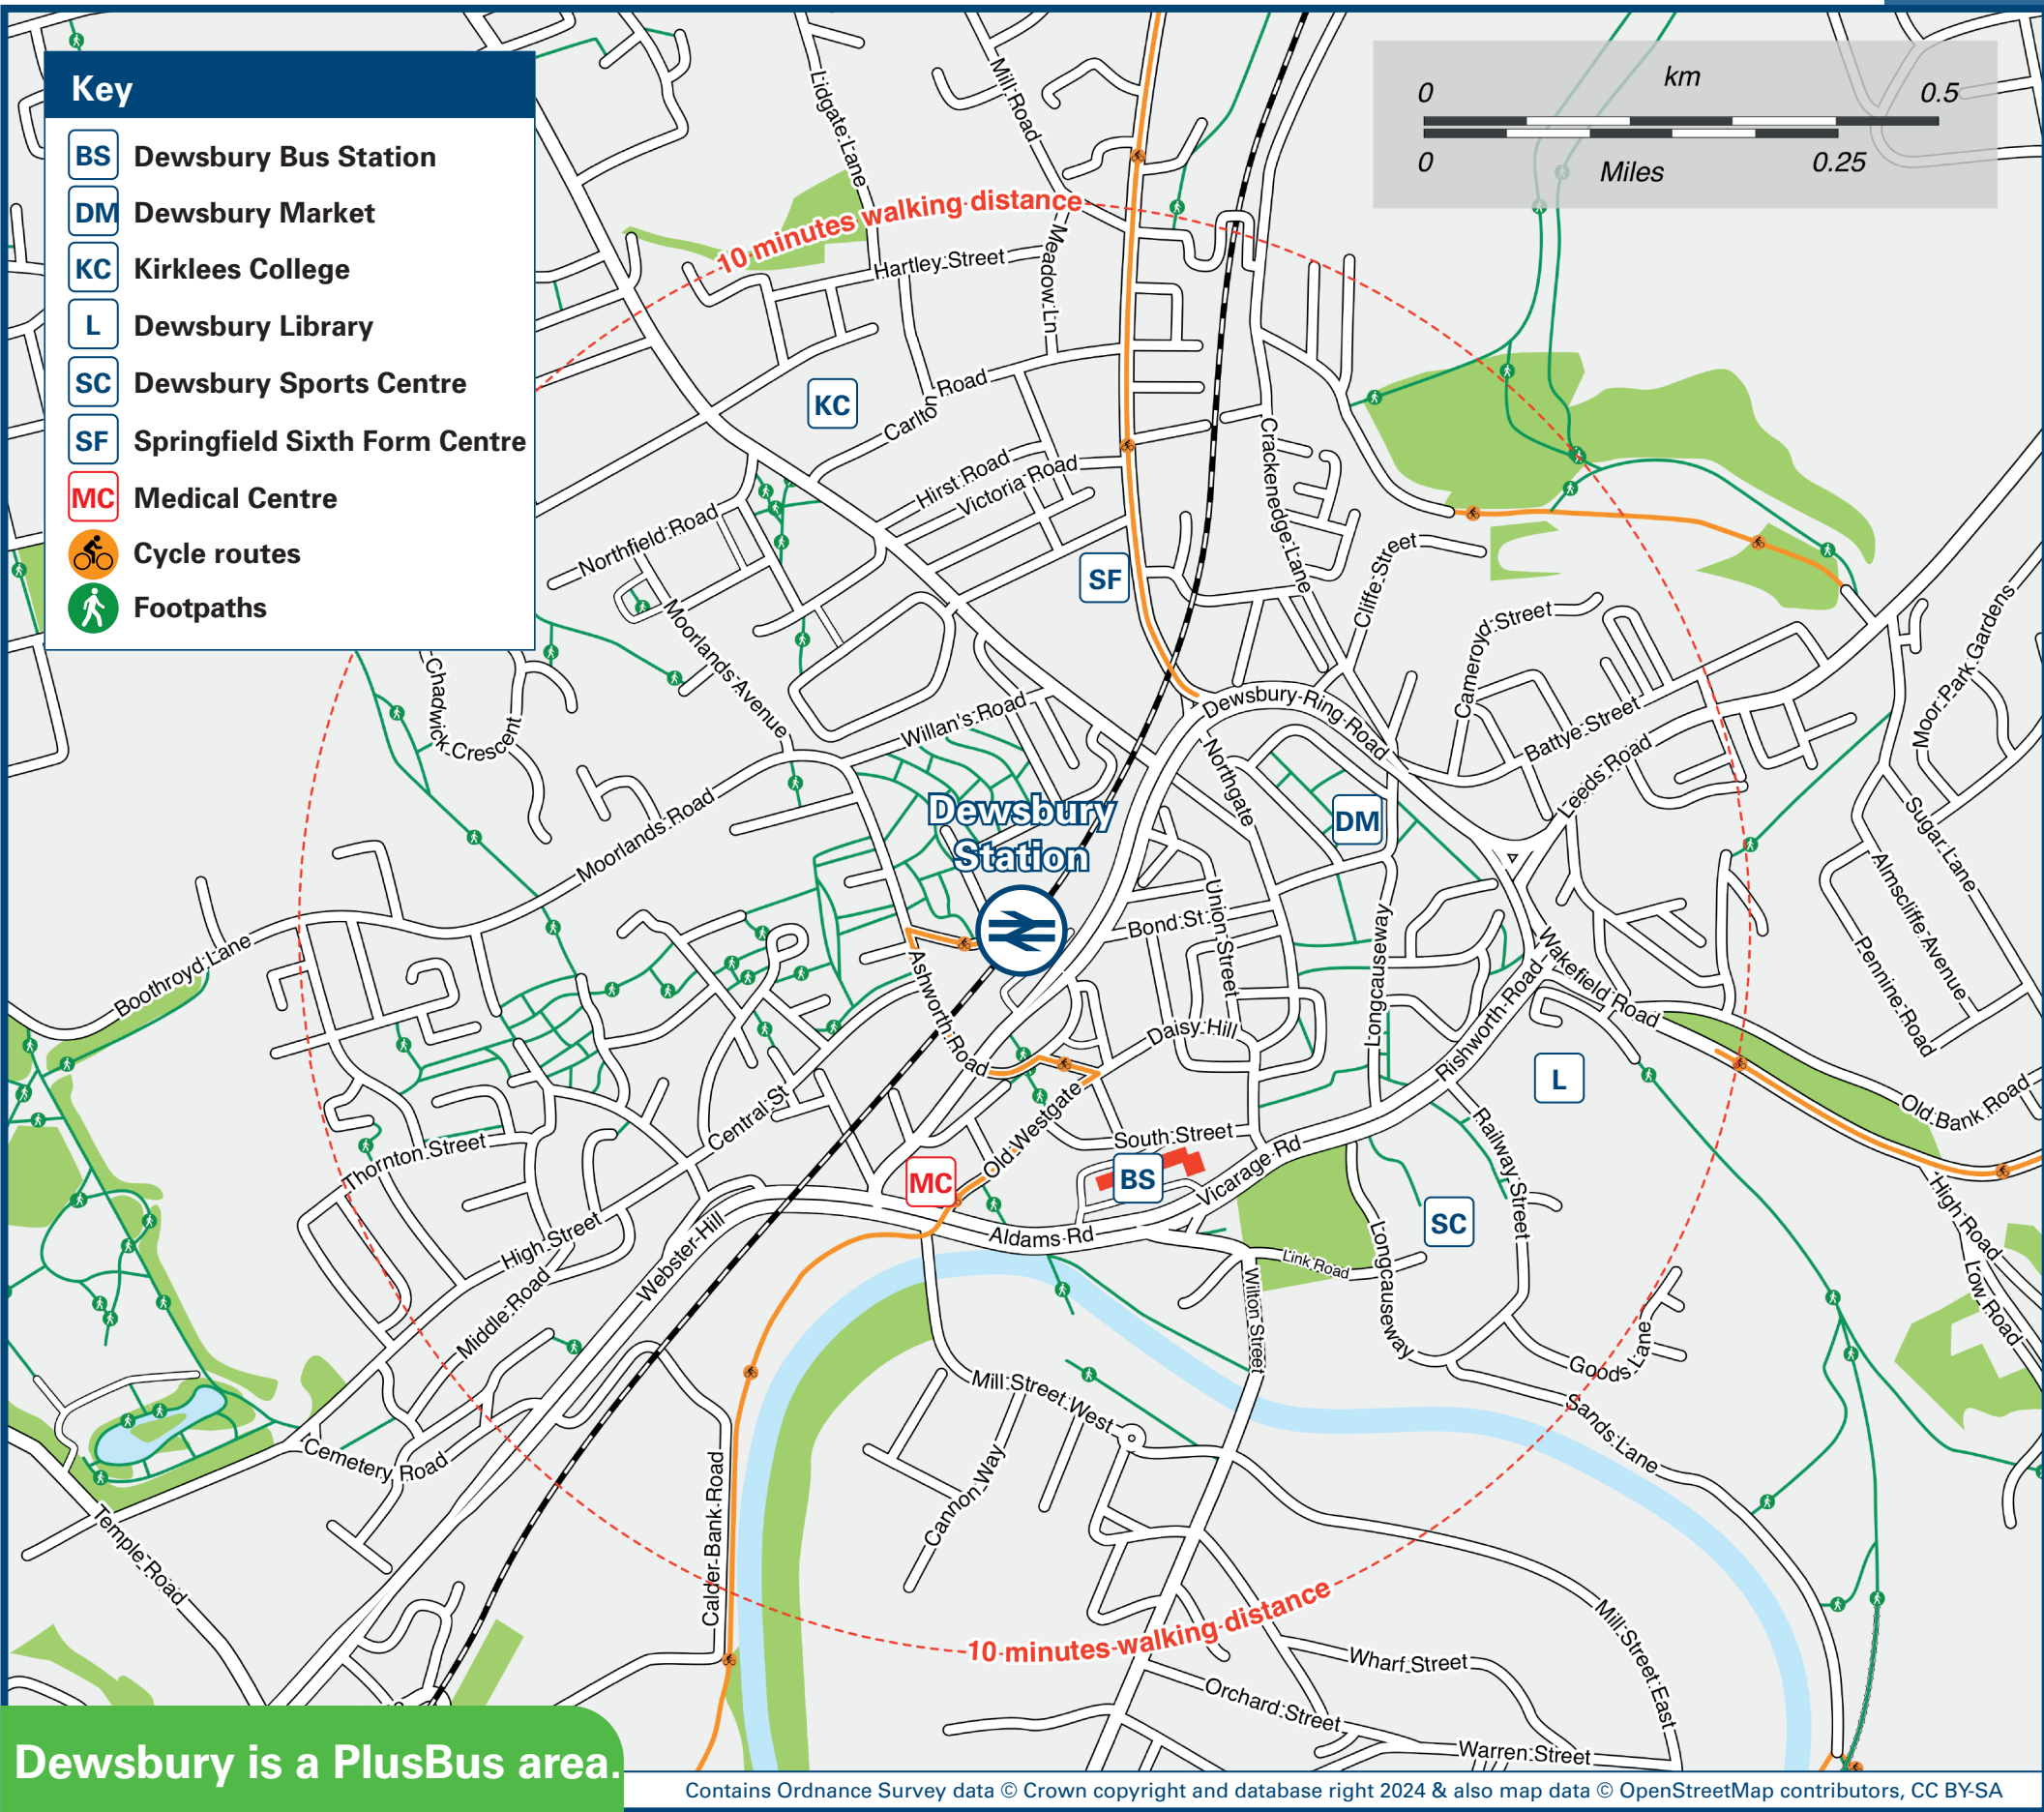 Key
BS Dewsbury Bus Station
DM Dewsbury Market
KC Kirklees College
L Dewsbury Library
SC Dewsbury Sports Centre
SF Springfield Sixth Form Centre
MC Medical Centre
Cycle routes
Footpaths
km
0 0.5
0 0.25
Miles
Lidgate Lane
Mill Road
10 minutes walking distance
Hartley Street
Meadow Ln
KC
Carlton Road
Hirst Road
Victoria Road
Crackenedge Lane
Northfield Road
SF
Cliffe Street
Moorlands Avenue
Cameroyd Street
Moor Park Gardens
Chadwick Crescent
Willan's Road
Dewsbury Ring Road
Battye Street
Northgate
Leeds Road
Dewsbury
Station
DM
Moorlands Road
Sugar Lane
Almscliffe Avenue
Union Street
Bond St
Longcauseway
Boothroyd Lane
Wakefield Road
Pennine Road
Ashworth Road
Rishworth Road
Daisy Hill
L
Old Bank Road
Central St
Old Westgate
South Street
Railway Street
Thornton Street
MC
BS
Vicarage Rd
SC
High Road
High Street
Webster Hill
Aldams Rd
Link Road
Longcauseway
Low Road
Middle Road
Wilton Street
Goods Lane
Mill Street West
Sands Lane
Cemetery Road
Cannon Way
Calder Bank Road
Temple Road
10 minutes walking distance
Mill Street East
Wharf Street
Orchard Street
Warren Street
Dewsbury is a PlusBus area.
Contains Ordnance Survey data © Crown copyright and database right 2024 & also map data © OpenStreetMap contributors, CC BY-SA